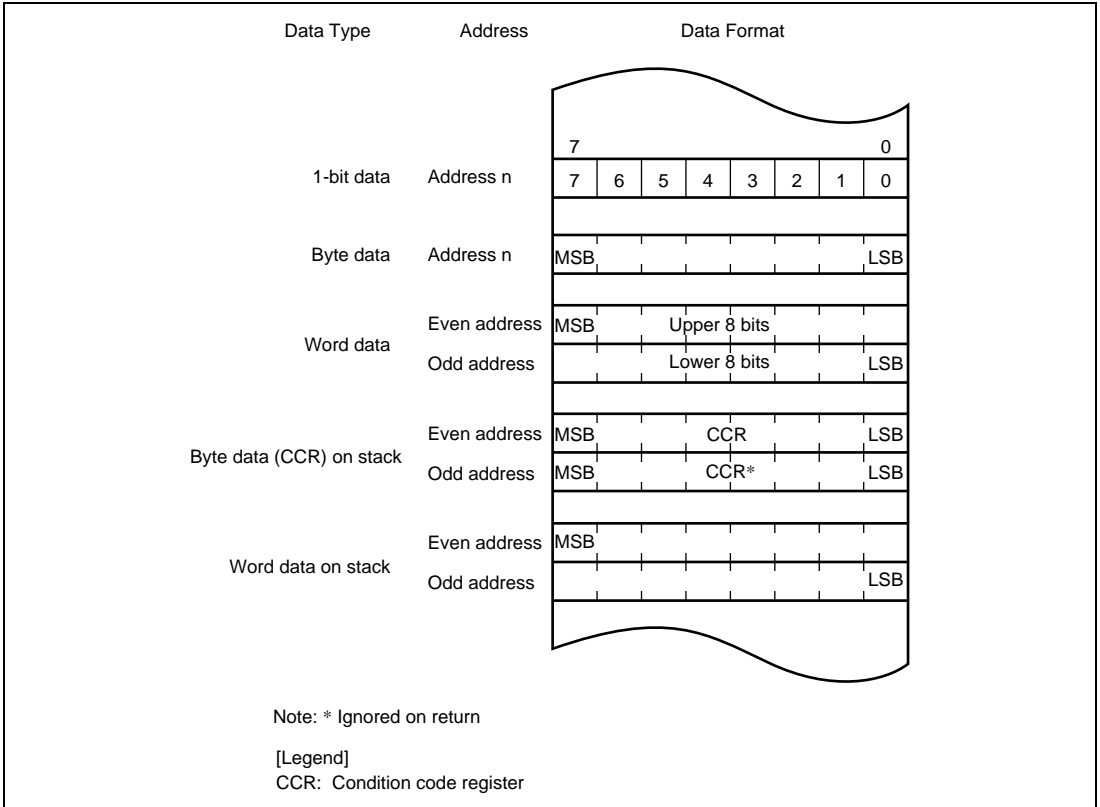 Data Type Address Data Format
7 0
1-bit data Address n 7 6 5 4 3 2 1 0
Byte data Address n MSB LSB
Even address MSB Upper 8 bits
Word data
Odd address Lower 8 bits LSB
Even address MSB CCR LSB
Byte data (CCR) on stack
Odd address MSB CCR* LSB
Even address MSB
Word data on stack
Odd address LSB
Note: * Ignored on return
[Legend]
CCR: Condition code register